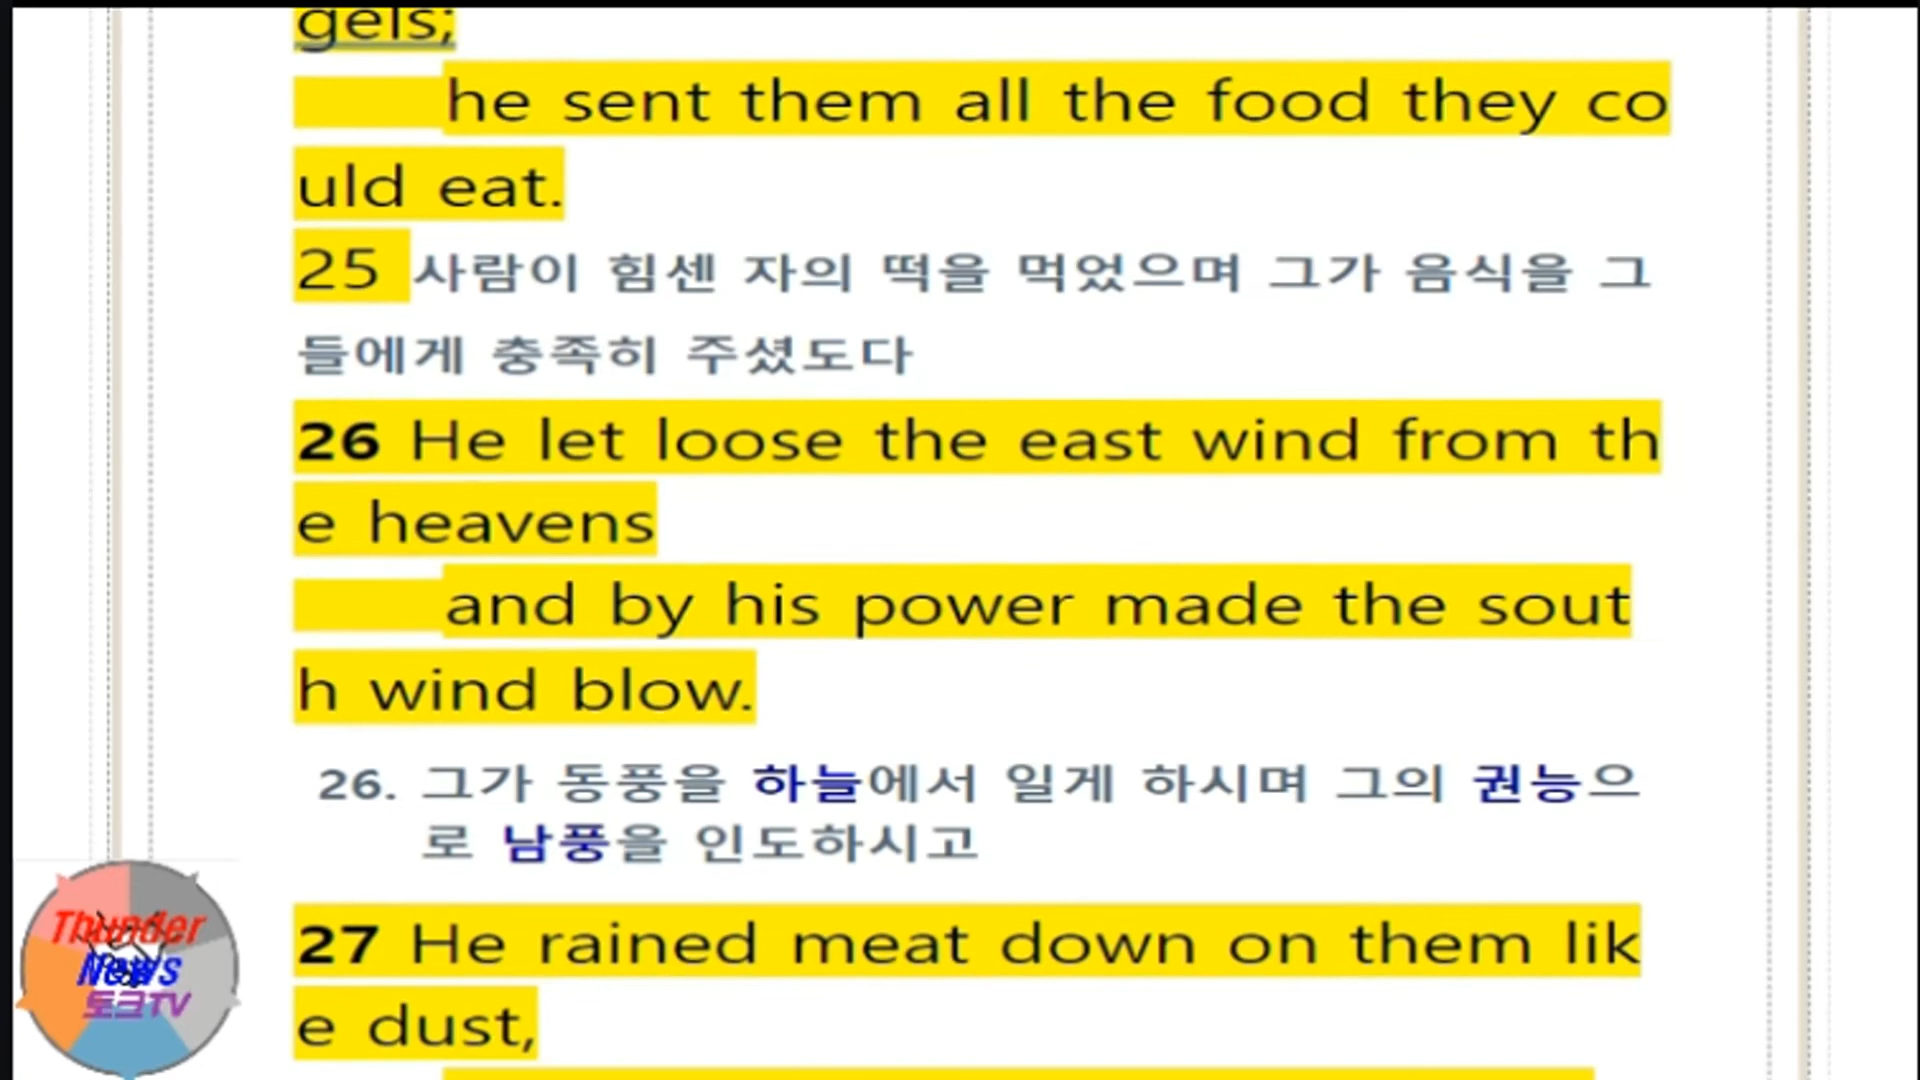 gels;
he sent them all the food they co
uld eat.
25 사람이 힘센 자의 떡을 먹었으며 그가 음식을 그
들에게 충족히 주셨도다
26 He let loose the east wind from th
e heavens
and by his power made the sout
h wind blow.
26. 그가 동풍을 하늘에서 일게 하시며 그의 권능으
로 남풍을 인도하시고
27 He rained meat down on them lik
e dust,
Thunder
News
토크TV